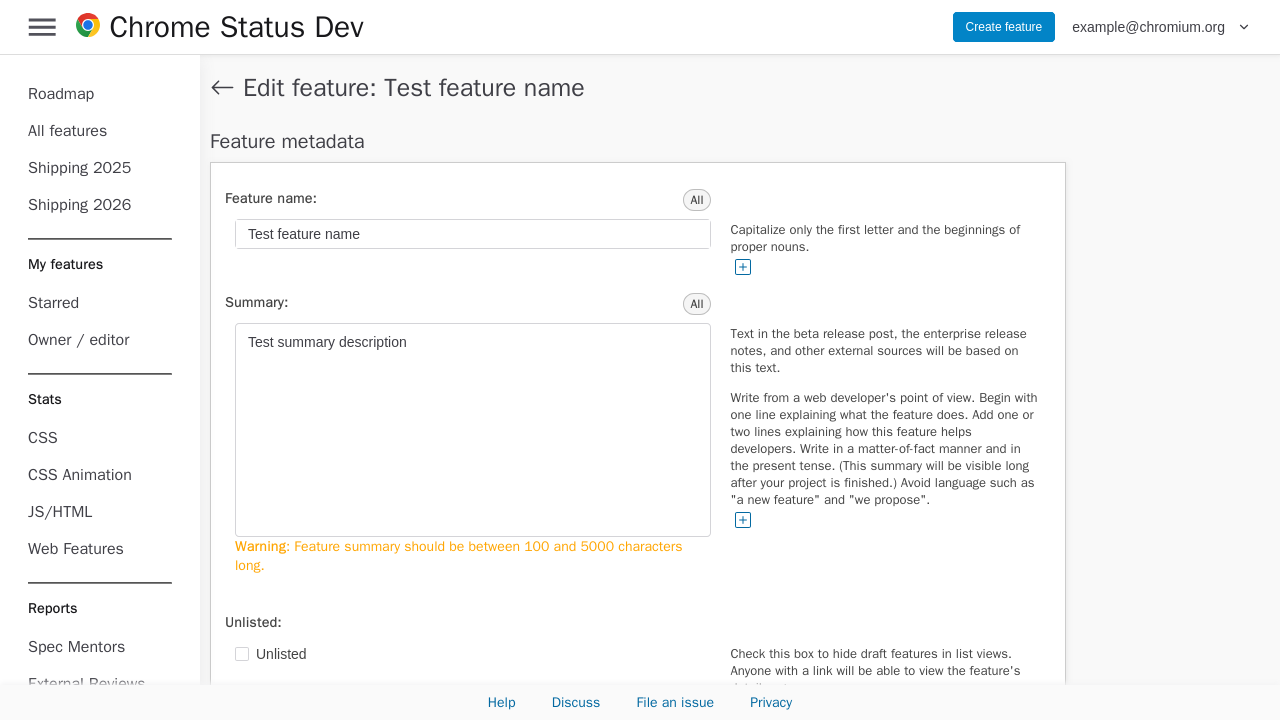 Chrome Status Dev
Create feature
example@chromium.org
Roadmap
All features
Shipping 2025
Shipping 2026
My features
Starred
Owner / editor
Stats
CSS
CSS Animation
JS/HTML
Web Features
Reports
Spec Mentors
External Reviews
Edit feature: Test feature name
Feature metadata
Feature name:
All
Test feature name
Capitalize only the first letter and the beginnings of
proper nouns.
Summary:
All
Test summary description
Text in the beta release post, the enterprise release
notes, and other external sources will be based on
this text.
Write from a web developer's point of view. Begin with
one line explaining what the feature does. Add one or
two lines explaining how this feature helps
developers. Write in a matter-of-fact manner and in
the present tense. (This summary will be visible long
after your project is finished.) Avoid language such as
"a new feature" and "we propose".
Warning: Feature summary should be between 100 and 5000 characters
long.
Unlisted:
Unlisted
Check this box to hide draft features in list views.
Anyone with a link will be able to view the feature's
Help
Discuss
File an issue
Privacy